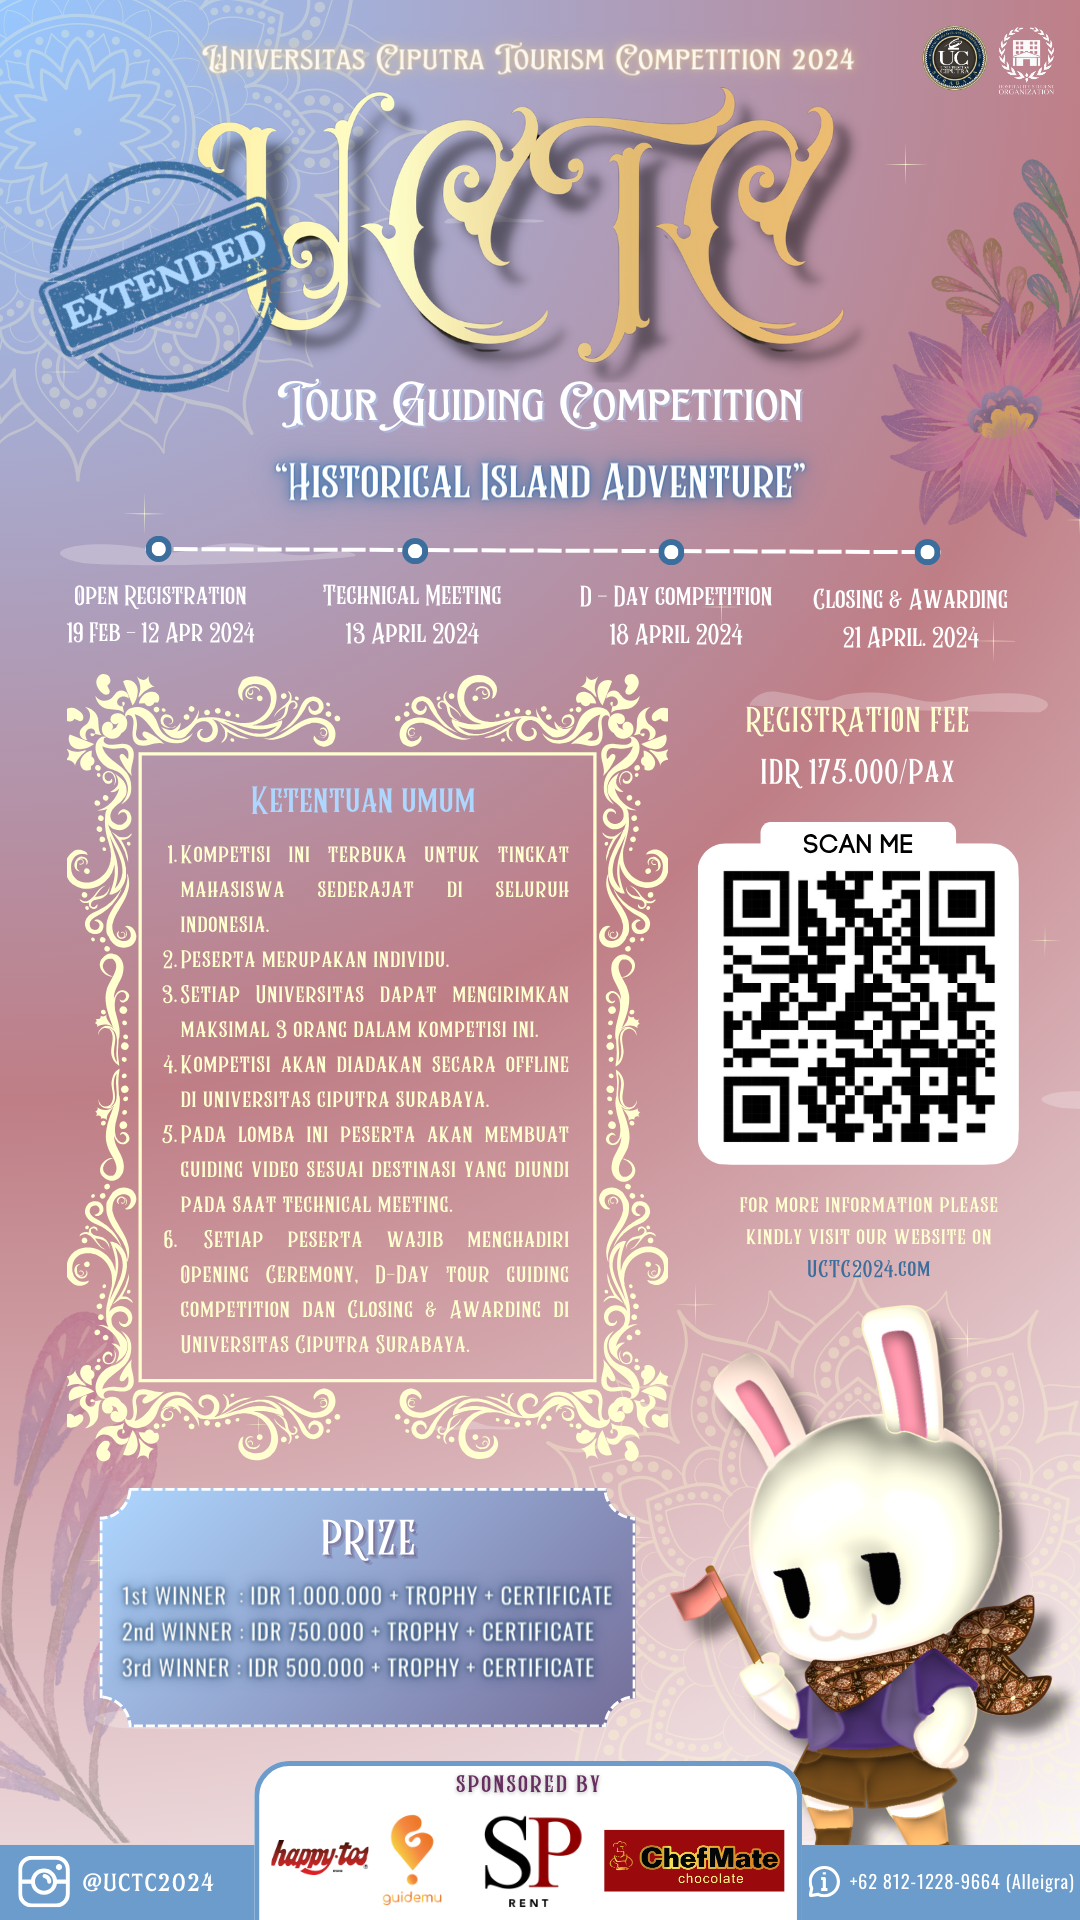 Universitas Ciputra Tourism Competition 2024
UC
UNIVERSITAS
CIPUTRA
ORGANIZATION
UCTC
EXTENDED
Tour Guiding Competition
“Historical Island Adventure”
Open Registration
19 Feb - 12 Apr 2024
Technical Meeting
13 April 2024
D - Day competition
18 April 2024
Closing & Awarding
21 April. 2024
Ketentuan umum
1. Kompetisi ini terbuka untuk tingkat
mahasiswa sederajat di seluruh
indonesia.
2. Peserta merupakan individu.
3. Setiap Universitas dapat mengirimkan
maksimal 3 orang dalam kompetisi ini.
4. Kompetisi akan diadakan secara offline
di universitas ciputra surabaya.
5. Pada lomba ini peserta akan membuat
guiding video sesuai destinasi yang diundi
pada saat technical meeting.
6. Setiap peserta wajib menghadiri
Opening Ceremony, D-Day tour guiding
competition dan Closing & Awarding di
Universitas Ciputra Surabaya.
REGISTRATION FEE
IDR 175.000/Pax
SCAN ME
for more information please
kindly visit our website on
UCTC2024.com
PRIZE
1st WINNER : IDR 1.000.000 + TROPHY + CERTIFICATE
2nd WINNER : IDR 750.000 + TROPHY + CERTIFICATE
3rd WINNER : IDR 500.000 + TROPHY + CERTIFICATE
SPONSORED BY
happy tos
guidemu
SP
RENT
ChefMate
chocolate
@UCTC2024
+62 812-1228-9664 (Alleigra)